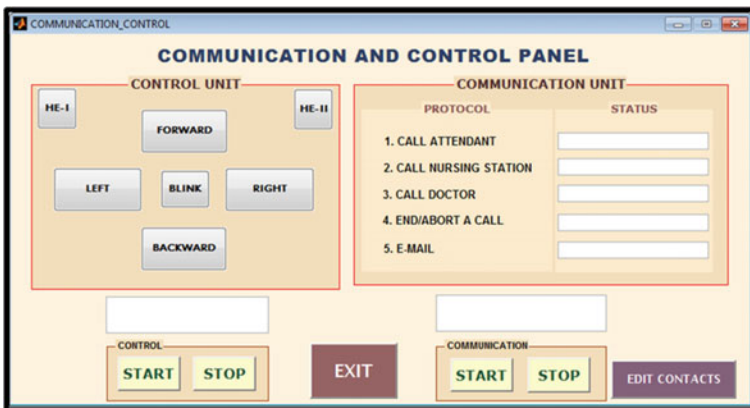 COMMUNICATION_CONTROL
COMMUNICATION AND CONTROL PANEL
CONTROL UNIT
HE-I
HE-II
FORWARD
LEFT
BLINK
RIGHT
BACKWARD
COMMUNICATION UNIT
PROTOCOL
STATUS
1. CALL ATTENDANT
2. CALL NURSING STATION
3. CALL DOCTOR
4. END/ABORT A CALL
5. E-MAIL
CONTROL
START
STOP
EXIT
COMMUNICATION
START
STOP
EDIT CONTACTS